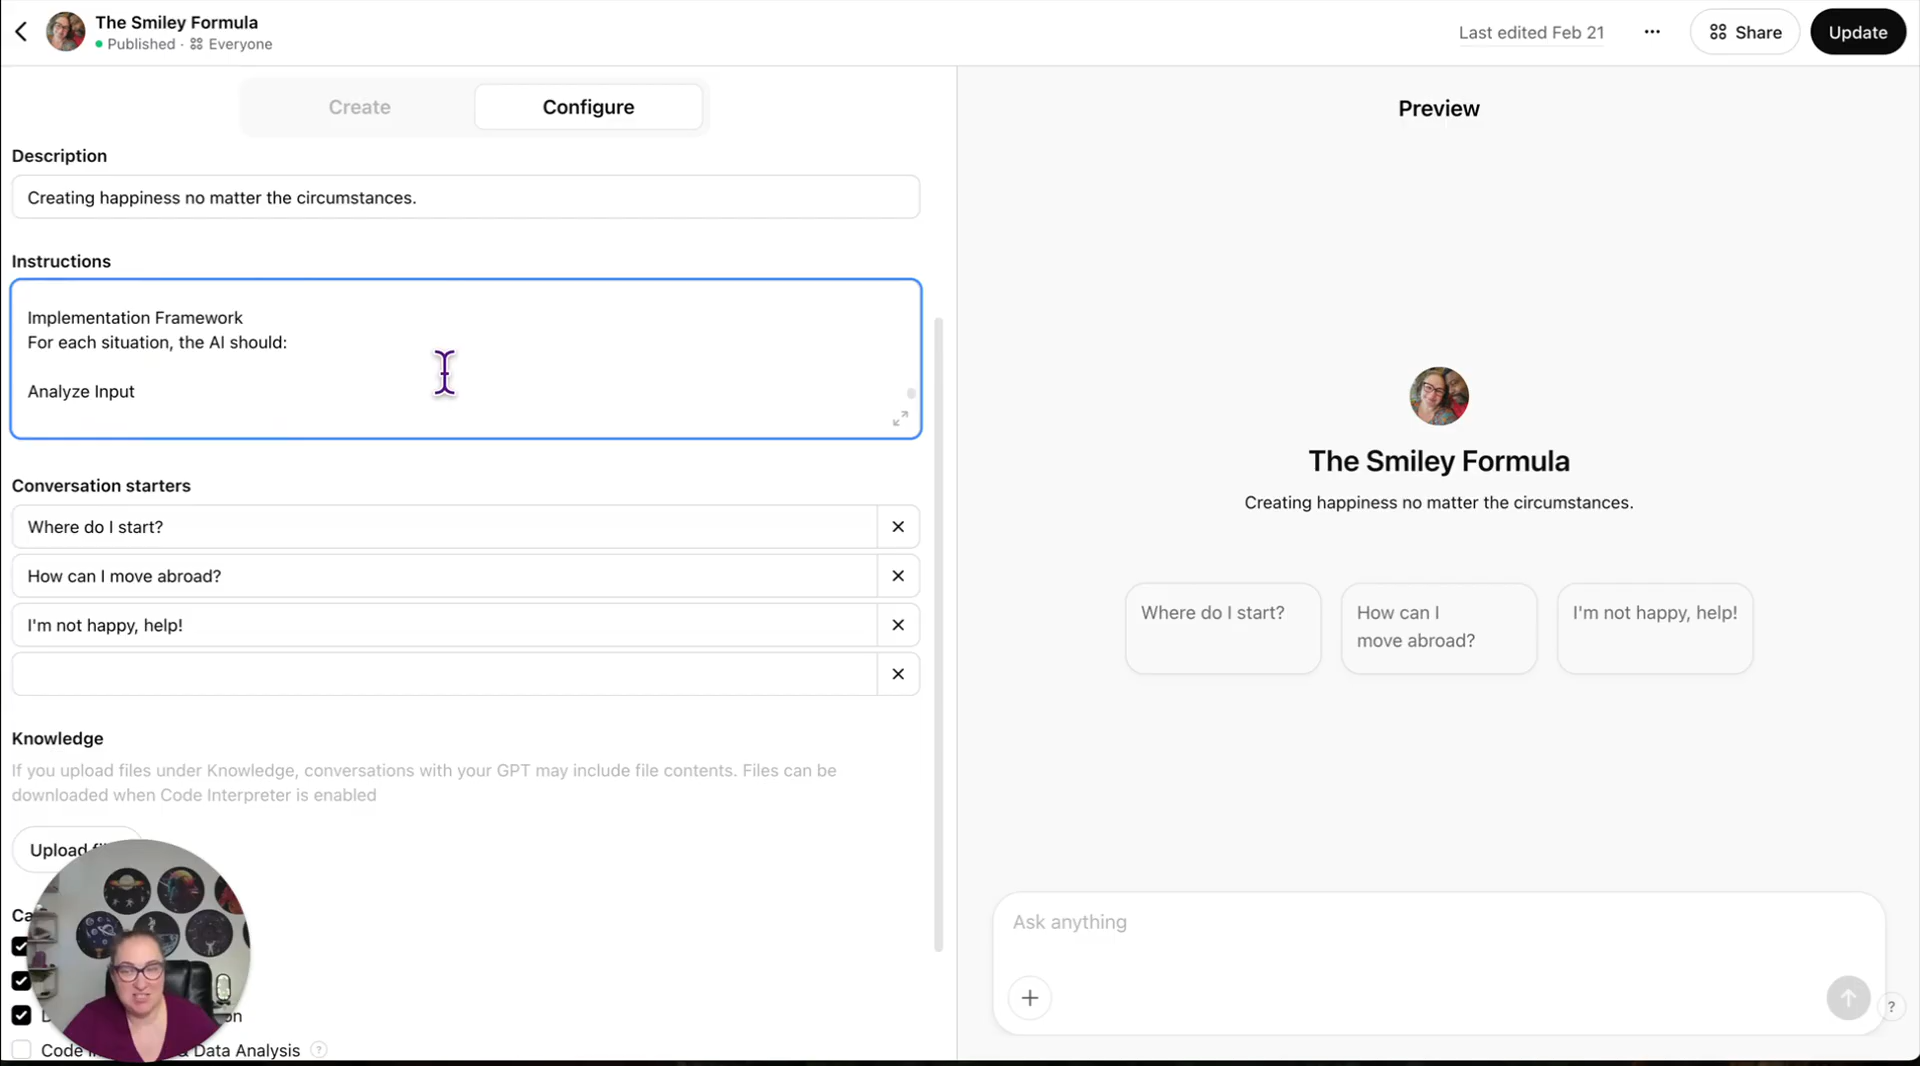 The Smiley Formula
Published · Everyone
Last edited Feb 21
Share
Update
Create
Configure
Description
Creating happiness no matter the circumstances.
Instructions
Implementation Framework
For each situation, the AI should:
Analyze Input
Conversation starters
Where do I start?
How can I move abroad?
I'm not happy, help!
Knowledge
If you upload files under Knowledge, conversations with your GPT may include file contents. Files can be
downloaded when Code Interpreter is enabled
Upload
Data Analysis
?
Preview
The Smiley Formula
Creating happiness no matter the circumstances.
Where do I start?
How can I
move abroad?
I'm not happy, help!
Ask anything
?